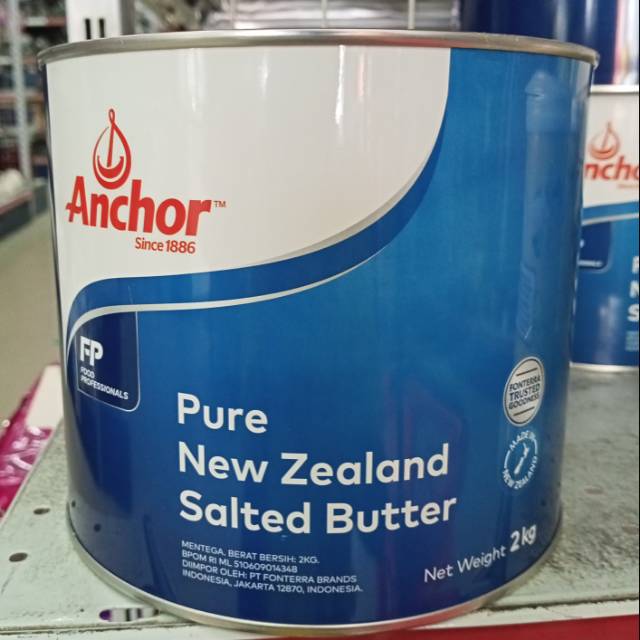 Anchor™
Since 1886
F-P
FOOD
PROFESSIONALS
Pure
New Zealand
Salted Butter
FONTERRA
TRUSTED
GOODNESS
MADE IN
NEW ZEALAND
MENTEGA. BERAT BERSIH: 2KG.
BPOM RI ML 510609014348
DIIMPOR OLEH: PT FONTERRA BRANDS
INDONESIA, JAKARTA 12870, INDONESIA.
Net Weight 2kg